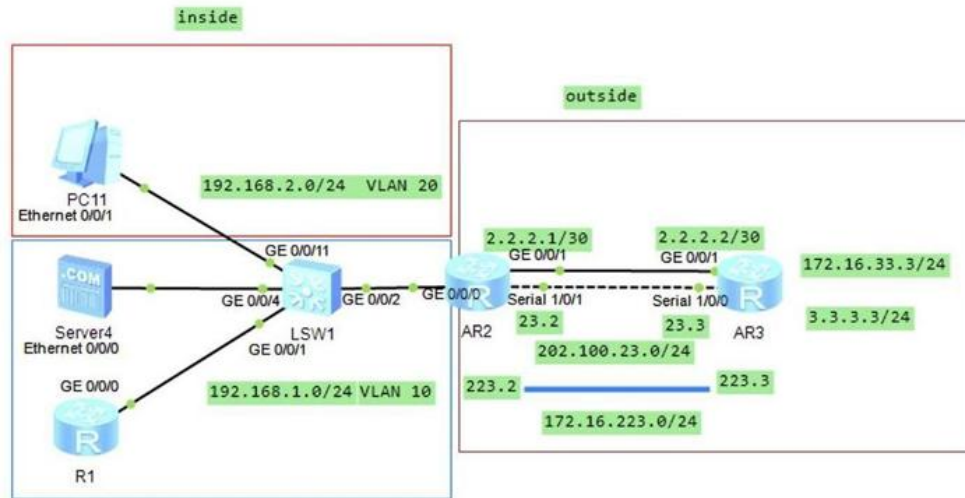 inside
outside
192.168.2.0/24 VLAN 20
PC11
Ethernet 0/0/1
GE 0/0/11
2.2.2.1/30
2.2.2.2/30
GE 0/0/1
GE 0/0/1
172.16.33.3/24
.COM
GE 0/0/4
GE 0/0/2
GE 0/0/0
R
Serial 1/0/1
Serial 1/0/0
R
Server4
LSW1
AR2
23.2
23.3
AR3
3.3.3.3/24
Ethernet 0/0/0
GE 0/0/1
202.100.23.0/24
GE 0/0/0
192.168.1.0/24 VLAN 10
223.2
223.3
172.16.223.0/24
R
R1